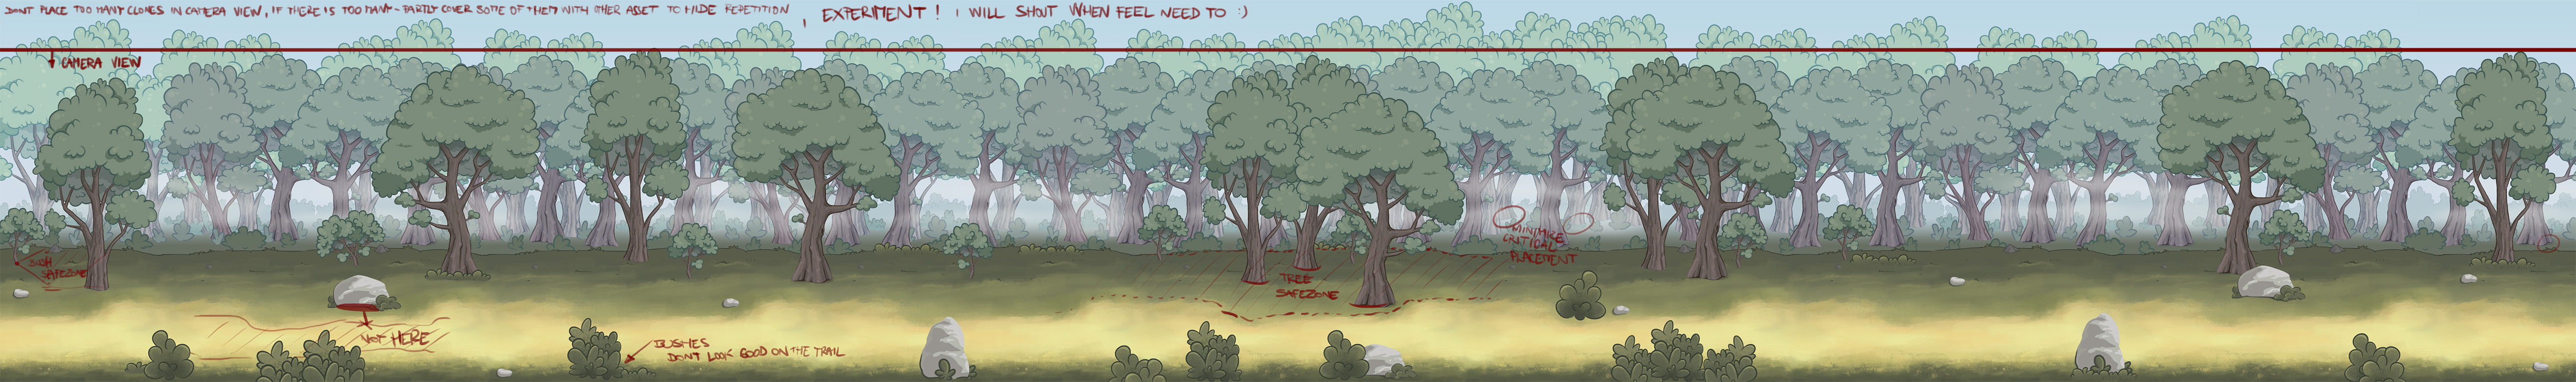 DONT PLACE TOO MANY CLONES IN CAMERA VIEW, IF THERE IS TOO MANY - PARTLY COVER SOME OF THEM WITH OTHER ASSET TO HIDE REPETITION, EXPERIMENT! I WILL SHOUT WHEN FEEL NEED TO :)
CAMERA VIEW
BUSH
SAFEZONE
NOT HERE
BUSHES
DONT LOOK GOOD ON THE TRAIL
TREE
SAFEZONE
MINIMIZE
CRITICAL
PLACEMENT